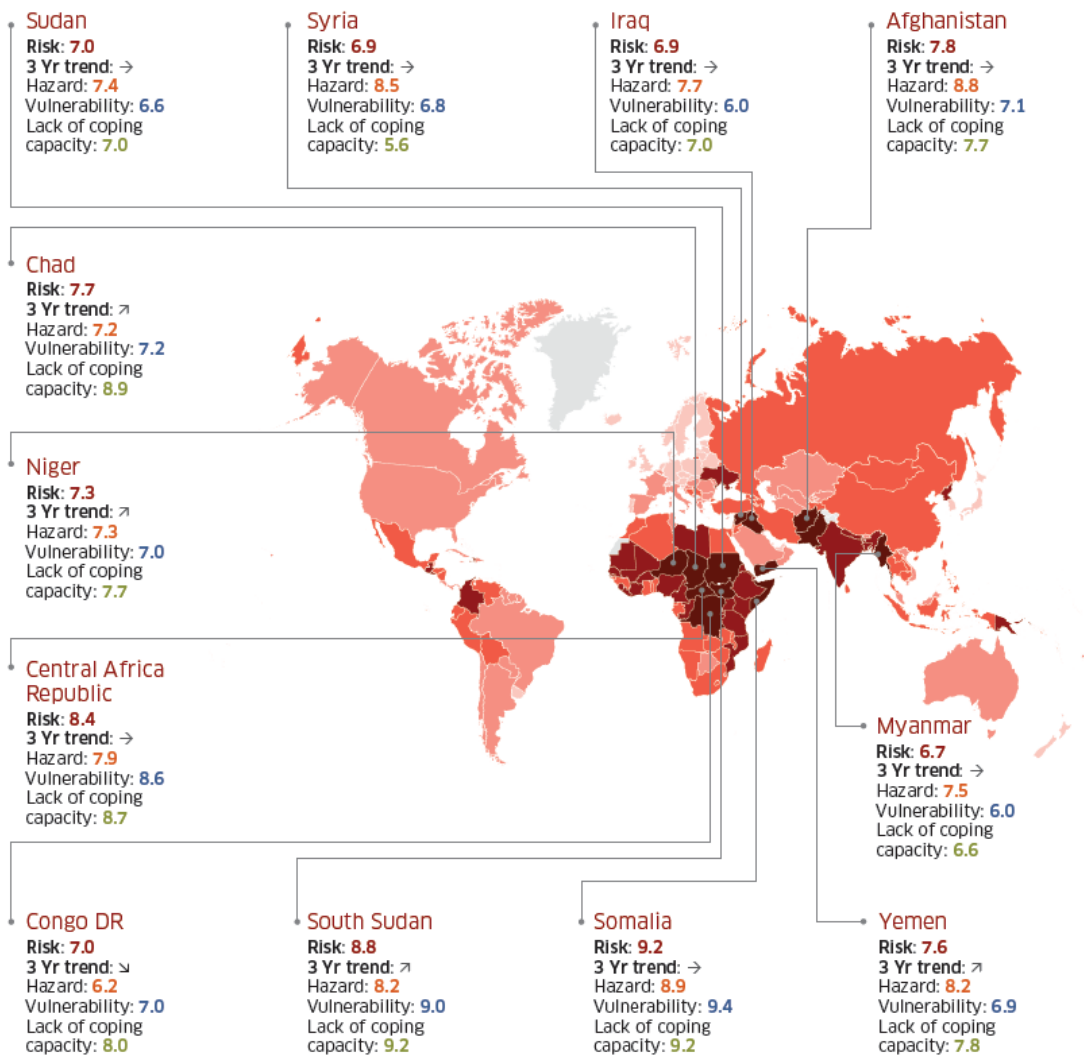 Sudan
Risk: 7.0
3 Yr trend: →
Hazard: 7.4
Vulnerability: 6.6
Lack of coping
capacity: 7.0
Syria
Risk: 6.9
3 Yr trend: →
Hazard: 8.5
Vulnerability: 6.8
Lack of coping
capacity: 5.6
Iraq
Risk: 6.9
3 Yr trend: →
Hazard: 7.7
Vulnerability: 6.0
Lack of coping
capacity: 7.0
Afghanistan
Risk: 7.8
3 Yr trend: →
Hazard: 8.8
Vulnerability: 7.1
Lack of coping
capacity: 7.7
Chad
Risk: 7.7
3 Yr trend: ↗
Hazard: 7.2
Vulnerability: 7.2
Lack of coping
capacity: 8.9
Niger
Risk: 7.3
3 Yr trend: ↗
Hazard: 7.3
Vulnerability: 7.0
Lack of coping
capacity: 7.7
Central Africa
Republic
Risk: 8.4
3 Yr trend: →
Hazard: 7.9
Vulnerability: 8.6
Lack of coping
capacity: 8.7
Myanmar
Risk: 6.7
3 Yr trend: →
Hazard: 7.5
Vulnerability: 6.0
Lack of coping
capacity: 6.6
Congo DR
Risk: 7.0
3 Yr trend: ↘
Hazard: 6.2
Vulnerability: 7.0
Lack of coping
capacity: 8.0
South Sudan
Risk: 8.8
3 Yr trend: ↗
Hazard: 8.2
Vulnerability: 9.0
Lack of coping
capacity: 9.2
Somalia
Risk: 9.2
3 Yr trend: →
Hazard: 8.9
Vulnerability: 9.4
Lack of coping
capacity: 9.2
Yemen
Risk: 7.6
3 Yr trend: ↗
Hazard: 8.2
Vulnerability: 6.9
Lack of coping
capacity: 7.8